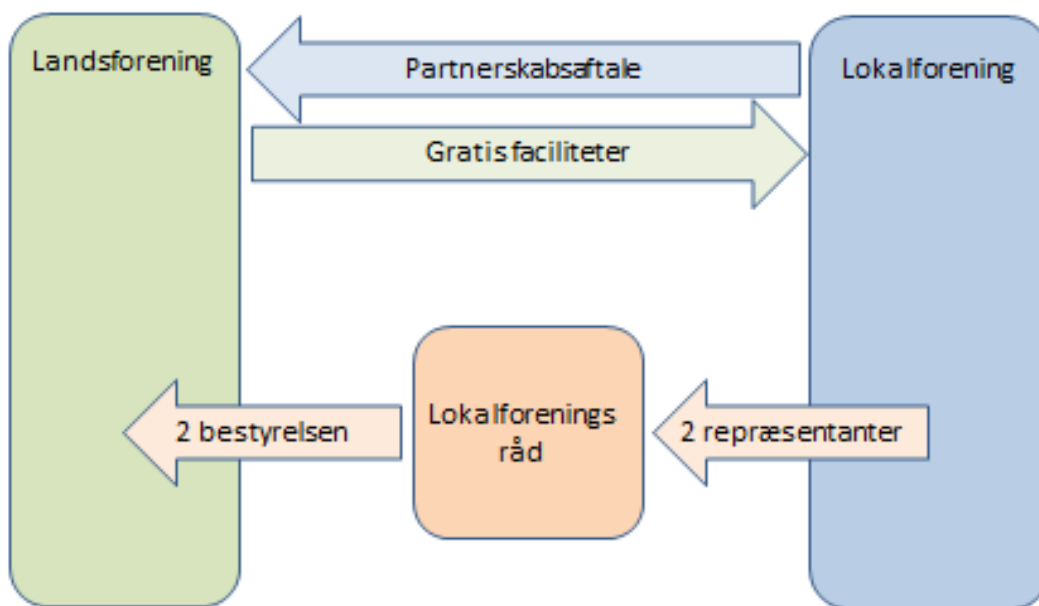 Landsforening
Partnerskabsaftale
Lokalforening
Gratis faciliteter
2 bestyrelsen
Lokalforenings
råd
2 repræsentanter